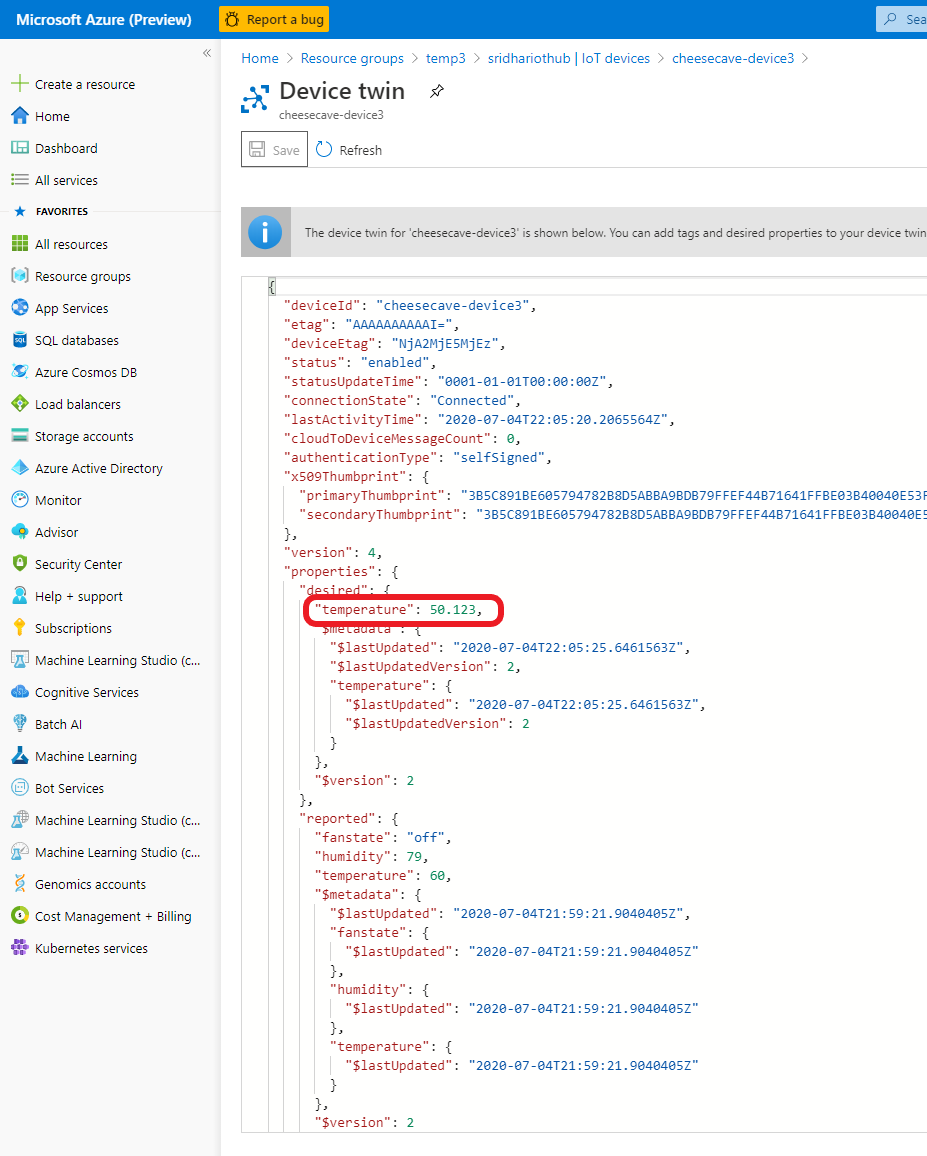 Microsoft Azure (Preview)
Report a bug
Sea
«
Create a resource
Home
Dashboard
All services
FAVORITES
All resources
Resource groups
App Services
SQL databases
Azure Cosmos DB
Load balancers
Storage accounts
Azure Active Directory
Monitor
Advisor
Security Center
Help + support
Subscriptions
Machine Learning Studio (c...
Cognitive Services
Batch AI
Machine Learning
Bot Services
Machine Learning Studio (c...
Machine Learning Studio (c...
Genomics accounts
Cost Management + Billing
Kubernetes services
Home > Resource groups > temp3 > sridhariothub | IoT devices > cheesecave-device3 >
Device twin
cheesecave-device3
Save Refresh
The device twin for 'cheesecave-device3' is shown below. You can add tags and desired properties to your device twin
{
"deviceId": "cheesecave-device3",
"etag": "AAAAAAAAAAI=",
"deviceEtag": "NjA2MjE5MjEz",
"status": "enabled",
"statusUpdateTime": "0001-01-01T00:00:00Z",
"connectionState": "Connected",
"lastActivityTime": "2020-07-04T22:05:20.2065564Z",
"cloudToDeviceMessageCount": 0,
"authenticationType": "selfSigned",
"x509Thumbprint": {
"primaryThumbprint": "3B5C891BE605794782B8D5ABBA9BDB79FFEF44B71641FFBE03B40040E53F
"secondaryThumbprint": "3B5C891BE605794782B8D5ABBA9BDB79FFEF44B71641FFBE03B40040E5
},
"version": 4,
"properties": {
"desired": {
"temperature": 50.123,
"$metadata": {
"$lastUpdated": "2020-07-04T22:05:25.6461563Z",
"$lastUpdatedVersion": 2,
"temperature": {
"$lastUpdated": "2020-07-04T22:05:25.6461563Z",
"$lastUpdatedVersion": 2
}
},
"$version": 2
},
"reported": {
"fanstate": "off",
"humidity": 79,
"temperature": 60,
"$metadata": {
"$lastUpdated": "2020-07-04T21:59:21.9040405Z",
"fanstate": {
"$lastUpdated": "2020-07-04T21:59:21.9040405Z"
},
"humidity": {
"$lastUpdated": "2020-07-04T21:59:21.9040405Z"
},
"temperature": {
"$lastUpdated": "2020-07-04T21:59:21.9040405Z"
}
},
"$version": 2